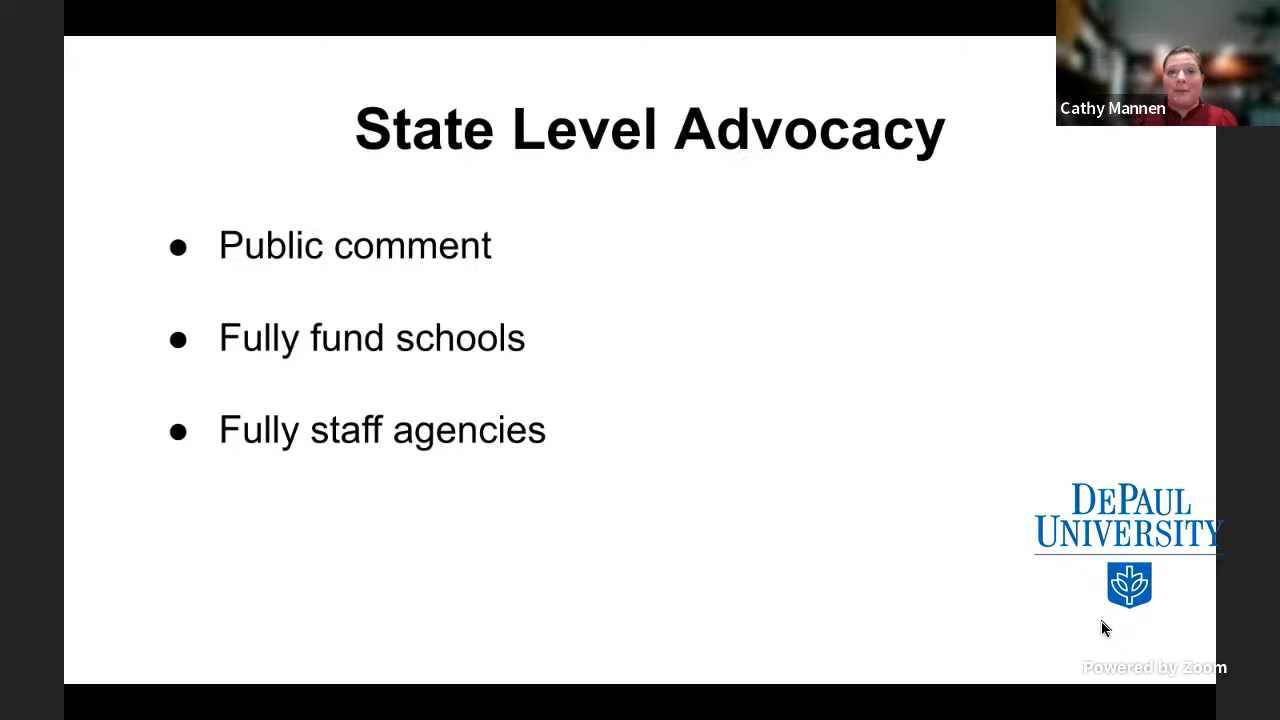 Cathy Mannen
State Level Advocacy
● Public comment
● Fully fund schools
● Fully staff agencies
DEPAUL
UNIVERSITY
Powered by Zoom